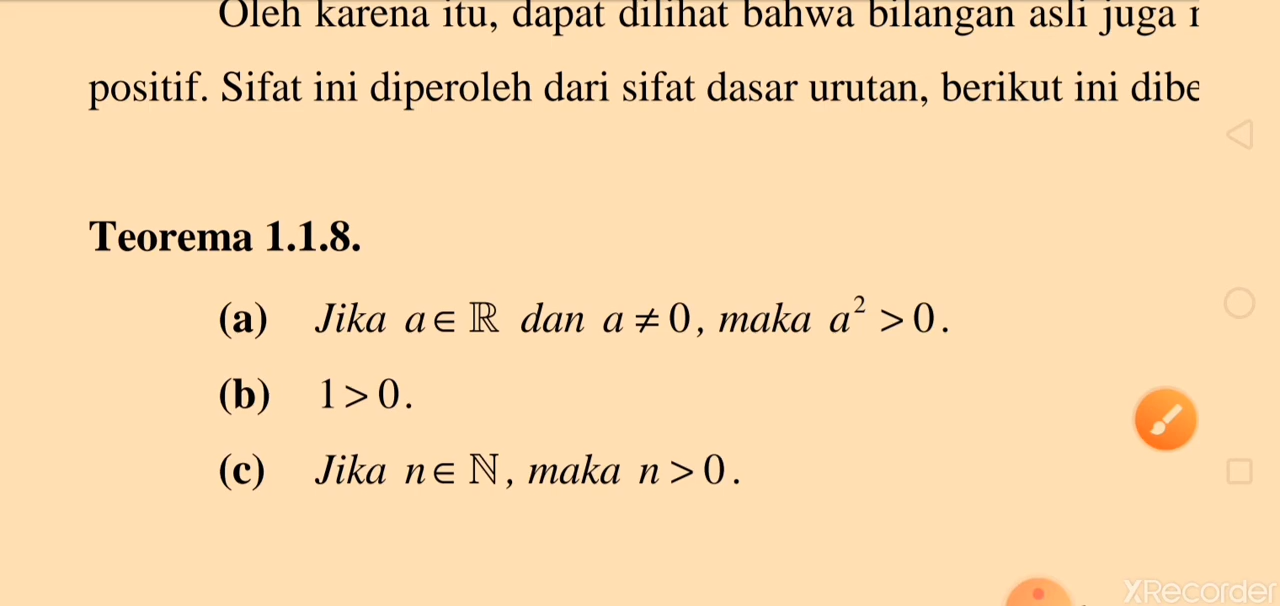 Oleh karena itu, dapat dilihat bahwa bilangan asli juga
positif. Sifat ini diperoleh dari sifat dasar urutan, berikut ini
Teorema 1.1.8.
(a) Jika a ∈ ℝ dan a ≠ 0, maka a² > 0.
(b) 1 > 0.
(c) Jika n ∈ ℕ, maka n > 0.
XRecorder